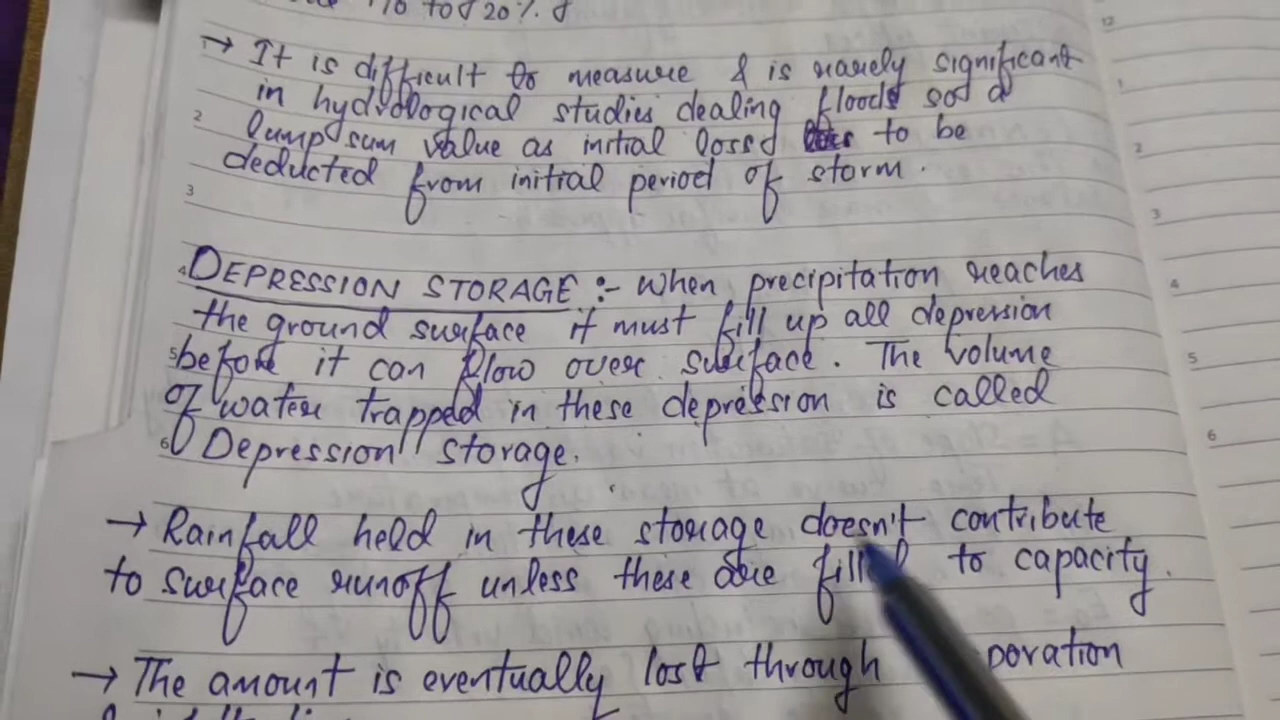 to 20%. of
→ It is difficult to measure & is rarely significant
in hydrological studies dealing floods so a
lump sum value as initial loss to be
deducted from initial period of storm.
DEPRESSION STORAGE :- When precipitation reaches
the ground surface it must fill up all depression
before it can flow over surface. The volume
of water trapped in these depression is called
Depression storage.
→ Rainfall held in these storage doesn't contribute
to surface runoff unless these are filled to capacity.
→ The amount is eventually lost through poration